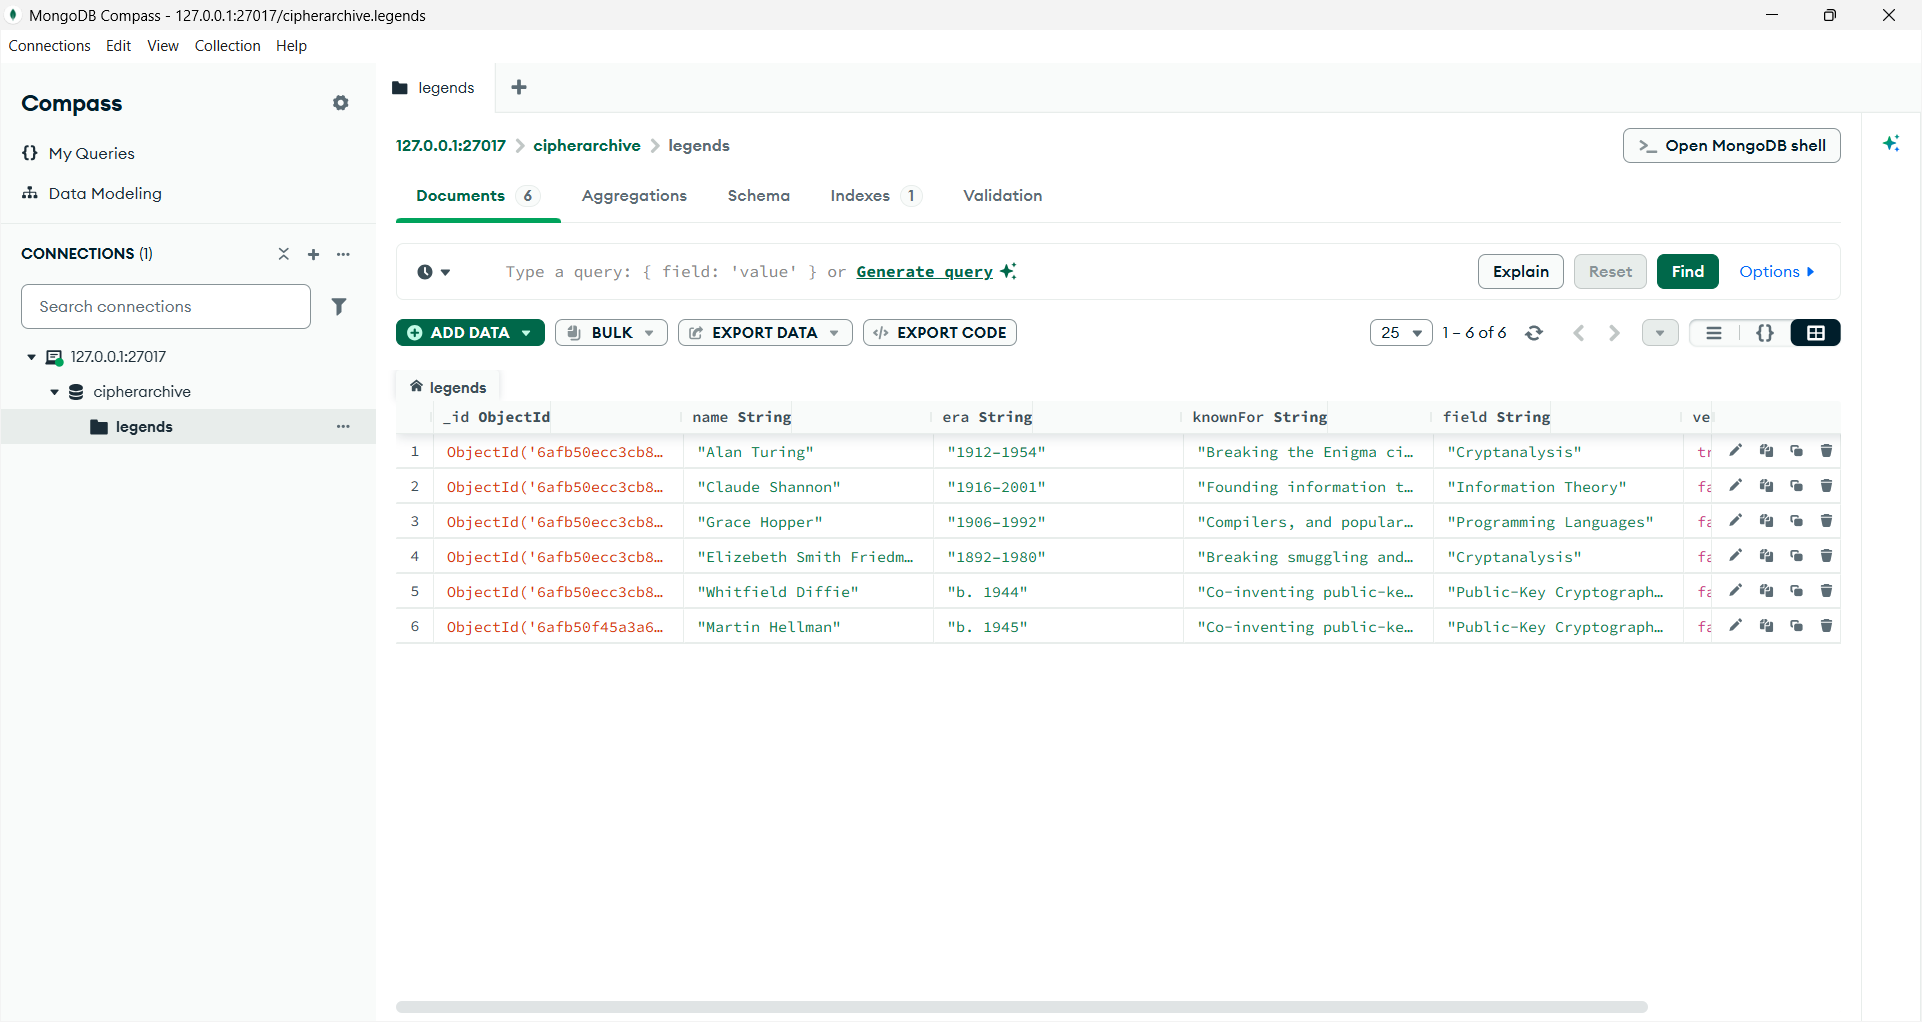 MongoDB Compass - 127.0.0.1:27017/cipherarchive.legends
Connections Edit View Collection Help
Compass
My Queries
Data Modeling
CONNECTIONS (1)
Search connections
127.0.0.1:27017
cipherarchive
legends
legends
127.0.0.1:27017 cipherarchive legends
Open MongoDB shell
Documents 6 Aggregations Schema Indexes 1 Validation
Type a query: { field: 'value' } or Generate query
Explain Reset Find Options
ADD DATA BULK EXPORT DATA EXPORT CODE 25 1 – 6 of 6
legends
_id ObjectId name String era String knownFor String field String ve
1 ObjectId('6afb50ecc3cb8… "Alan Turing" "1912–1954" "Breaking the Enigma ci… "Cryptanalysis" tr
2 ObjectId('6afb50ecc3cb8… "Claude Shannon" "1916–2001" "Founding information t… "Information Theory" fa
3 ObjectId('6afb50ecc3cb8… "Grace Hopper" "1906–1992" "Compilers, and popular… "Programming Languages" fa
4 ObjectId('6afb50ecc3cb8… "Elizebeth Smith Friedm… "1892–1980" "Breaking smuggling and… "Cryptanalysis" fa
5 ObjectId('6afb50ecc3cb8… "Whitfield Diffie" "b. 1944" "Co-inventing public-ke… "Public-Key Cryptograph… fa
6 ObjectId('6afb50f45a3a6… "Martin Hellman" "b. 1945" "Co-inventing public-ke… "Public-Key Cryptograph… fa